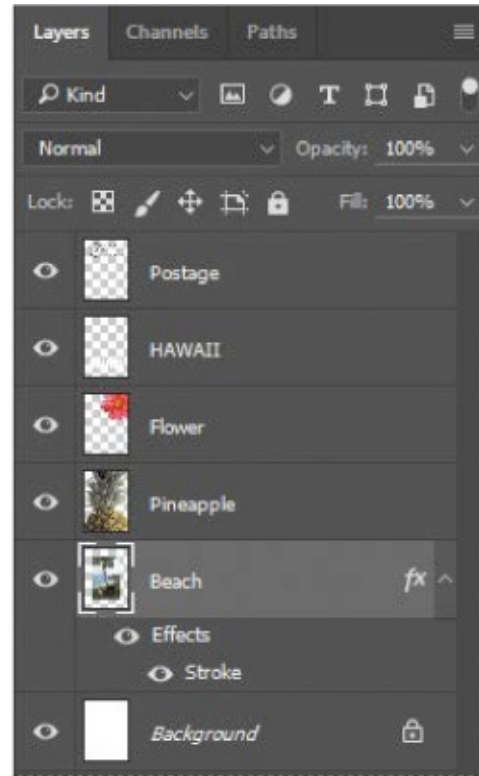 Layers Channels Paths
Kind
Normal Opacity: 100%
Lock: Fill: 100%
Postage
HAWAII
Flower
Pineapple
Beach fx
Effects
Stroke
Background